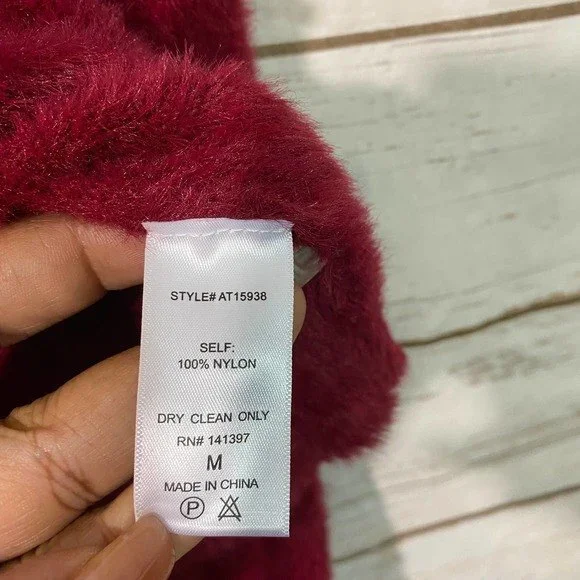 STYLE# AT15938
SELF:
100% NYLON
DRY CLEAN ONLY
RN# 141397
M
MADE IN CHINA
P